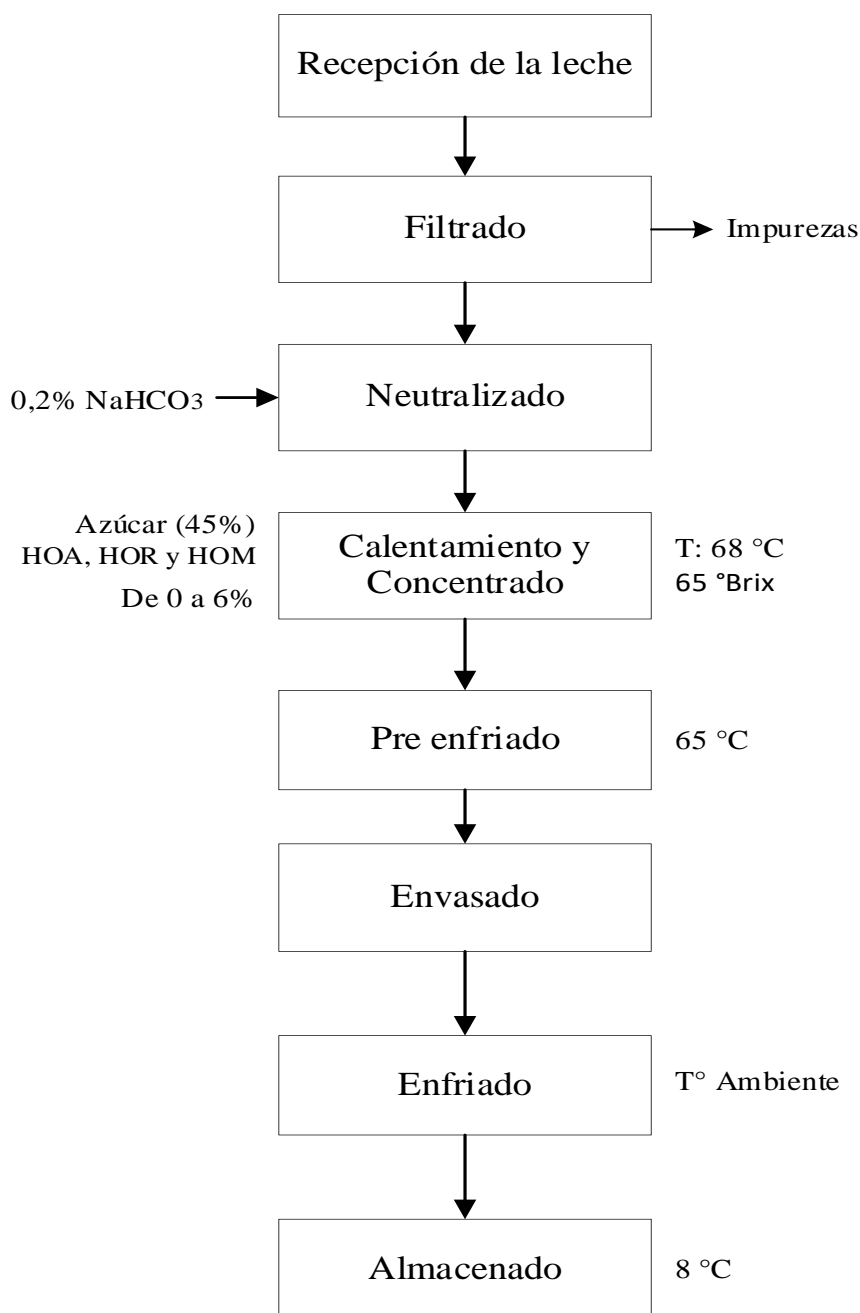 Recepción de la leche
Filtrado
Impurezas
0,2% NaHCO3
Neutralizado
Azúcar (45%)
HOA, HOR y HOM
De 0 a 6%
Calentamiento y
Concentrado
T: 68 °C
65 °Brix
Pre enfriado
65 °C
Envasado
Enfriado
T° Ambiente
Almacenado
8 °C